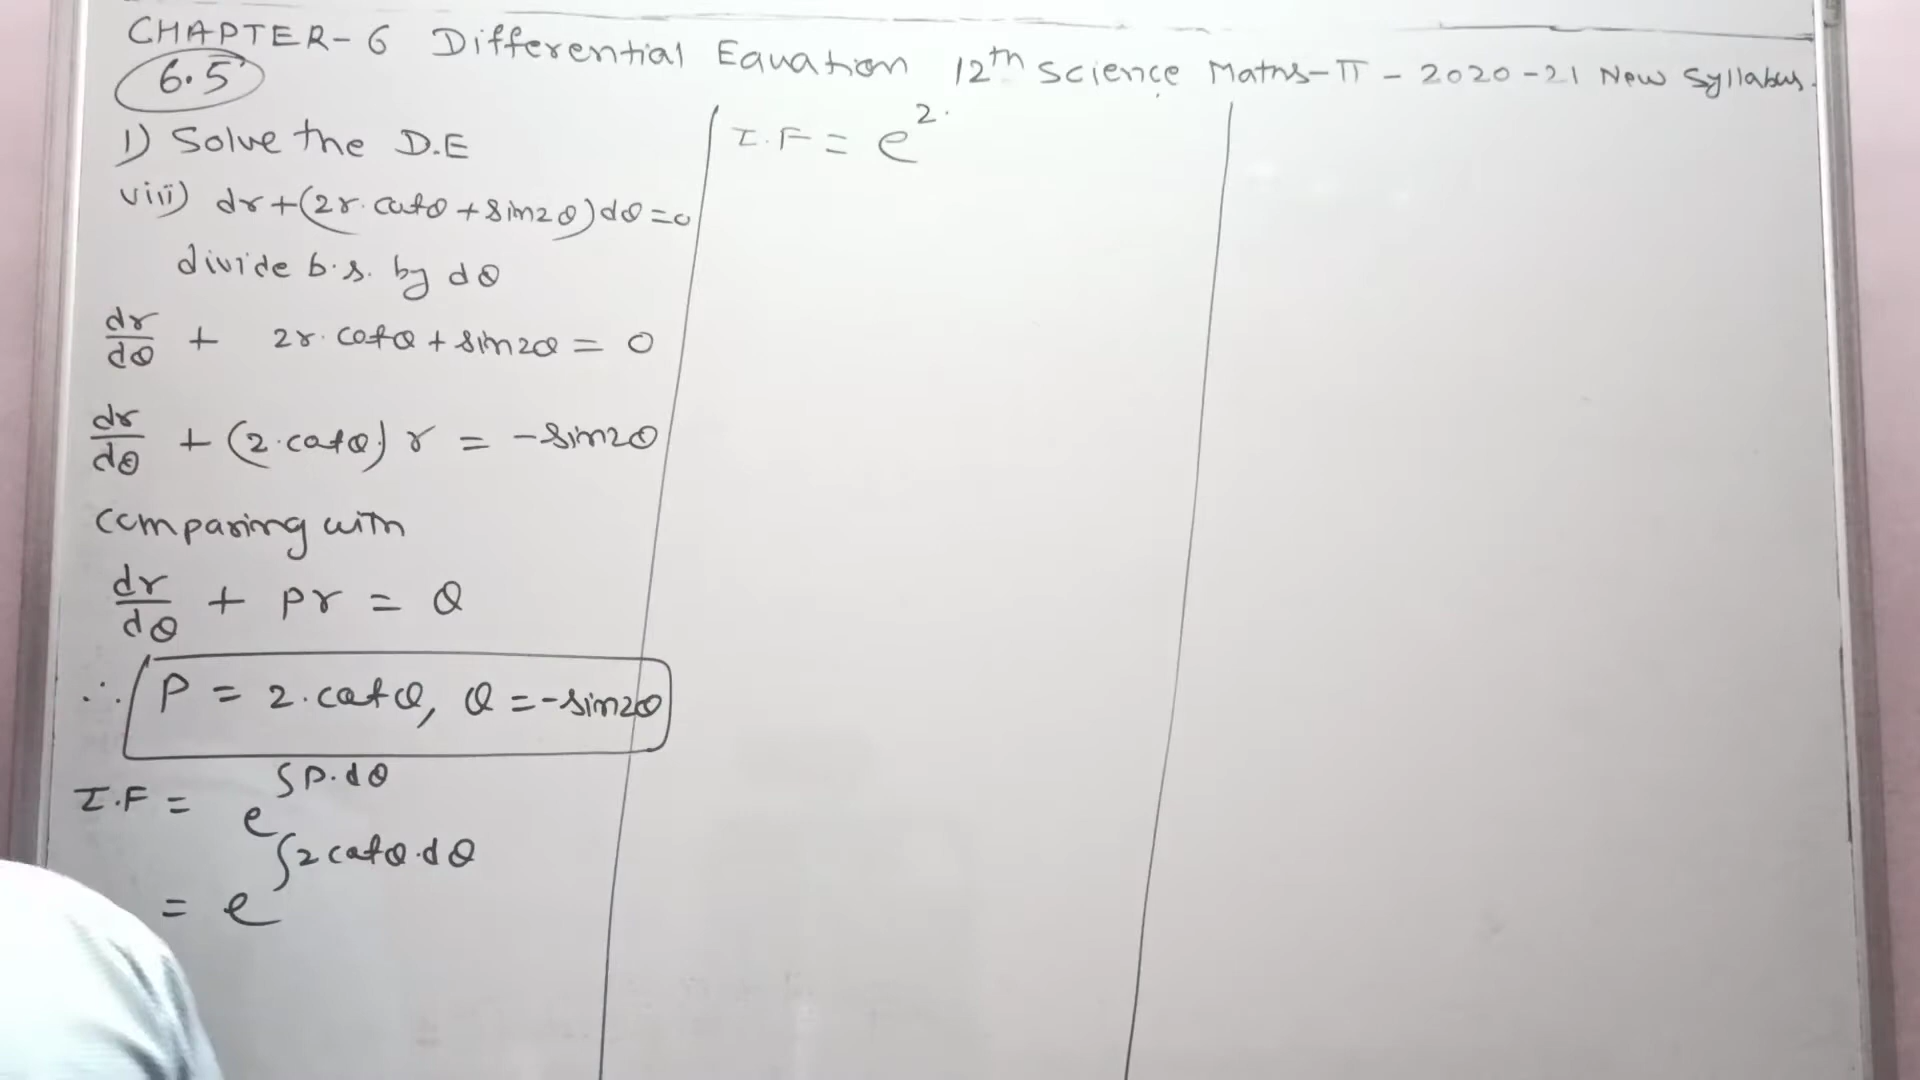 CHAPTER-6 Differential Equation 12th Science Maths-II - 2020-21 New Syllabus.
6.5
1) Solve the D.E
viii) dr+(2r.cotθ+sin2θ)dθ=0
divide b.s. by dθ
dr/dθ + 2r.cotθ+sin2θ = 0
dr/dθ + (2.cotθ) r = -sin2θ
comparing with
dr/dθ + pr = Q
∴ P = 2.cotθ, Q =-sin2θ
I.F = e^∫P.dθ
= e^∫2cotθ.dθ
I.F = e^2.